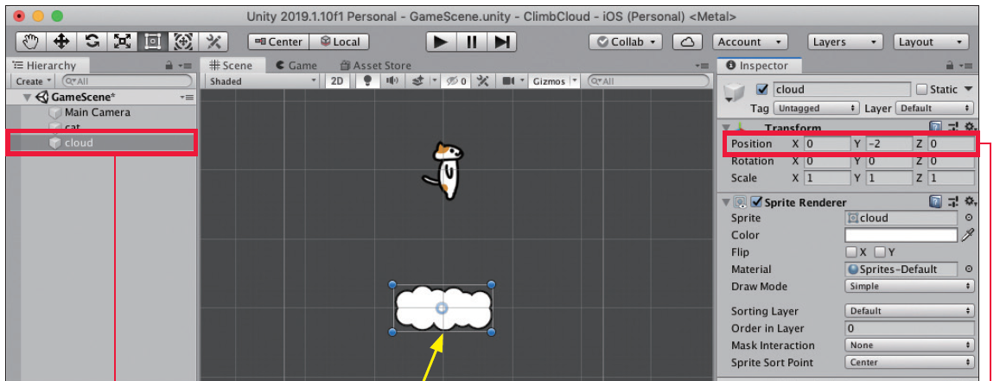 Unity 2019.1.10f1 Personal - GameScene.unity - ClimbCloud - iOS (Personal) <Metal>
Center Local Collab Account Layers Layout
Hierarchy
Create All
GameScene*
Main Camera
cat
cloud
Scene Game Asset Store
Shaded 2D 0 Gizmos All
Inspector
cloud Static
Tag Untagged Layer Default
Transform
Position X 0 Y -2 Z 0
Rotation X 0 Y 0 Z 0
Scale X 1 Y 1 Z 1
Sprite Renderer
Sprite cloud
Color
Flip X Y
Material Sprites-Default
Draw Mode Simple
Sorting Layer Default
Order in Layer 0
Mask Interaction None
Sprite Sort Point Center